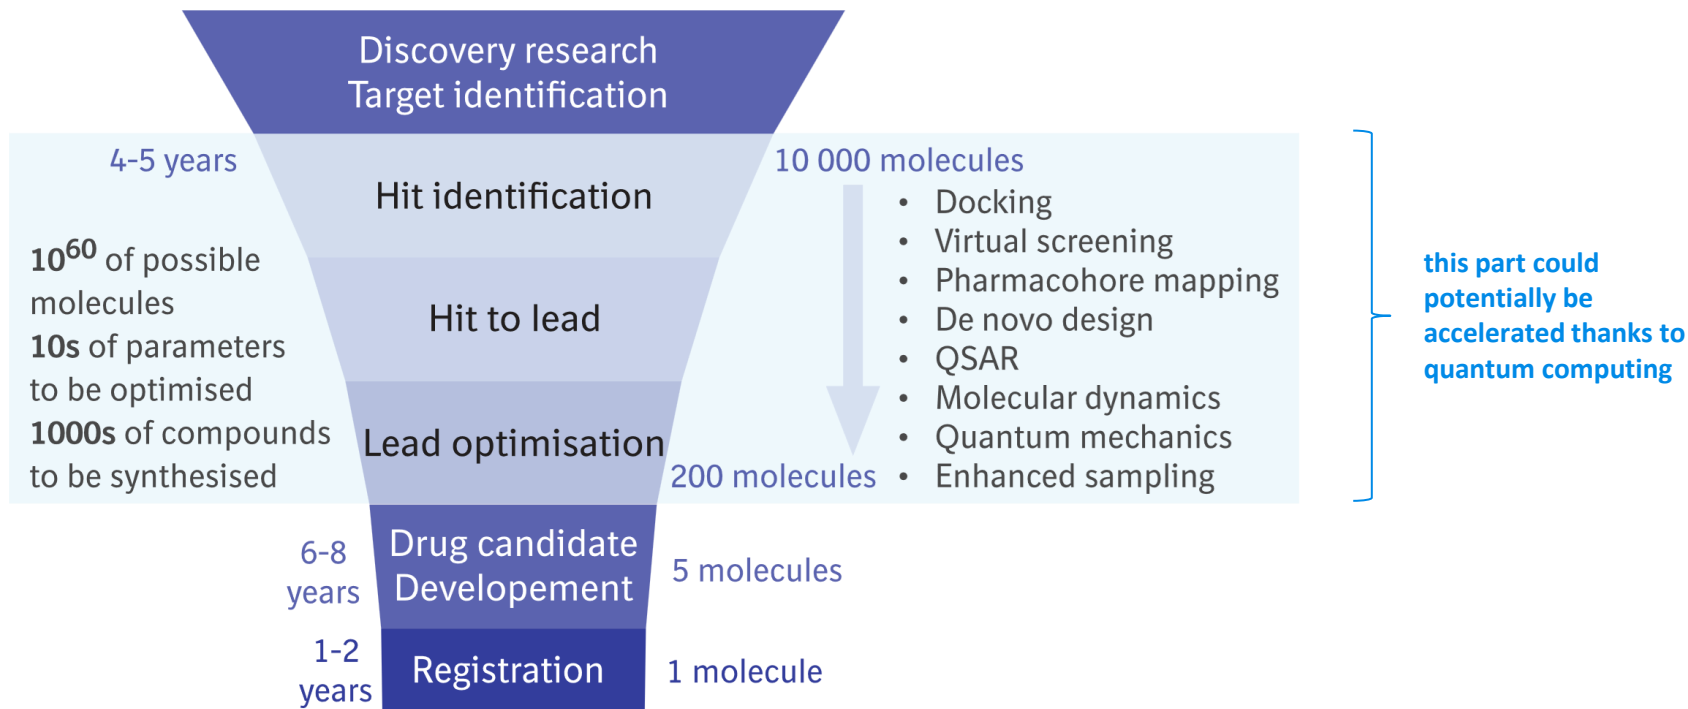 Discovery research
Target identification
4-5 years
Hit identification
10 000 molecules
10⁶⁰ of possible
molecules
10s of parameters
to be optimised
1000s of compounds
to be synthesised
Hit to lead
Lead optimisation
• Docking
• Virtual screening
• Pharmacohore mapping
• De novo design
• QSAR
• Molecular dynamics
• Quantum mechanics
• Enhanced sampling
200 molecules
this part could
potentially be
accelerated thanks to
quantum computing
6-8
years
Drug candidate
Developement
5 molecules
1-2
years
Registration
1 molecule